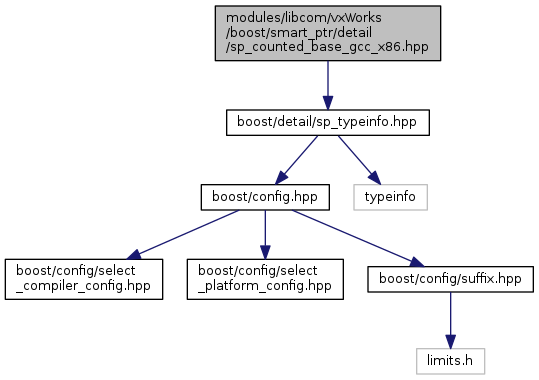 modules/libcom/vxWorks
/boost/smart_ptr/detail
/sp_counted_base_gcc_x86.hpp
boost/detail/sp_typeinfo.hpp
boost/config.hpp
typeinfo
boost/config/select
_compiler_config.hpp
boost/config/select
_platform_config.hpp
boost/config/suffix.hpp
limits.h